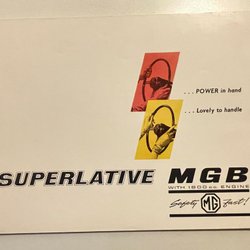 ...POWER in hand
...Lovely to handle
SUPERLATIVE MGB
WITH 1800 cc ENGINE
Safety MG fast!